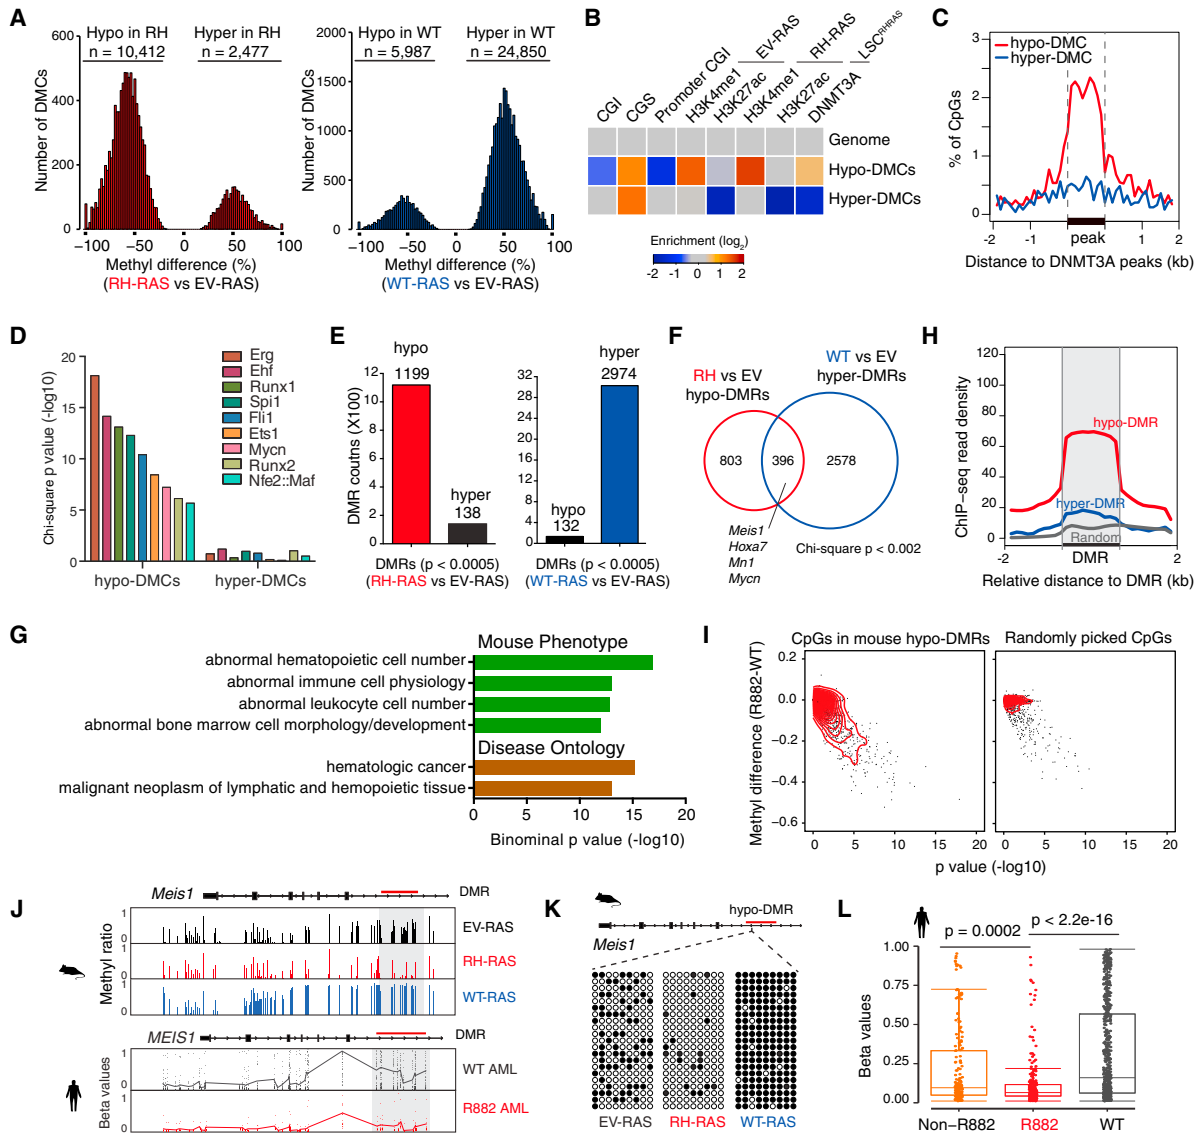 A
Hypo in RH
n = 10,412
Hyper in RH
n = 2,477
Number of DMCs
600
400
200
0
−100
−50
0
50
100
Methyl difference (%)
(RH-RAS vs EV-RAS)
Hypo in WT
n = 5,987
Hyper in WT
n = 24,850
Number of DMCs
2000
1500
1000
500
0
−100
−50
0
50
100
Methyl difference (%)
(WT-RAS vs EV-RAS)
B
EV-RAS
RH-RAS
LSC^RHRAS
CGI
CGS
Promoter CGI
H3K4me1
H3K27ac
H3K4me1
H3K27ac
DNMT3A
Genome
Hypo-DMCs
Hyper-DMCs
Enrichment (log2)
-2
-1
0
1
2
C
hypo-DMC
hyper-DMC
% of CpGs
3
2
1
0
−2
−1
peak
1
2
Distance to DNMT3A peaks (kb)
D
Chi-square p value (-log10)
20
15
10
5
0
Erg
Ehf
Runx1
Spi1
Fli1
Ets1
Mycn
Runx2
Nfe2::Maf
hypo-DMCs
hyper-DMCs
E
DMR coutns (X100)
12
10
8
6
4
2
0
hypo
1199
hyper
138
DMRs (p < 0.0005)
(RH-RAS vs EV-RAS)
32
28
24
20
16
12
8
4
0
hypo
132
hyper
2974
DMRs (p < 0.0005)
(WT-RAS vs EV-RAS)
F
RH vs EV
hypo-DMRs
WT vs EV
hyper-DMRs
803
396
2578
Meis1
Hoxa7
Mn1
Mycn
Chi-square p < 0.002
H
ChIP−seq read density
120
100
80
60
40
20
0
hypo-DMR
hyper-DMR
Random
-2
DMR
2
Relative distance to DMR (kb)
G
Mouse Phenotype
abnormal hematopoietic cell number
abnormal immune cell physiology
abnormal leukocyte cell number
abnormal bone marrow cell morphology/development
Disease Ontology
hematologic cancer
malignant neoplasm of lymphatic and hemopoietic tissue
0
5
10
15
20
Binominal p value (-log10)
I
CpGs in mouse hypo-DMRs
Randomly picked CpGs
Methyl difference (R882-WT)
0.2
0.0
−0.2
−0.4
−0.6
0
5
10
15
20
0
5
10
15
20
p value (-log10)
J
Meis1
DMR
Methyl ratio
1
0
EV-RAS
1
0
RH-RAS
1
0
WT-RAS
MEIS1
DMR
Beta values
1
0
WT AML
1
0
R882 AML
K
hypo-DMR
Meis1
EV-RAS
RH-RAS
WT-RAS
L
p = 0.0002
p < 2.2e-16
Beta values
1.00
0.75
0.50
0.25
0.00
Non−R882
R882
WT